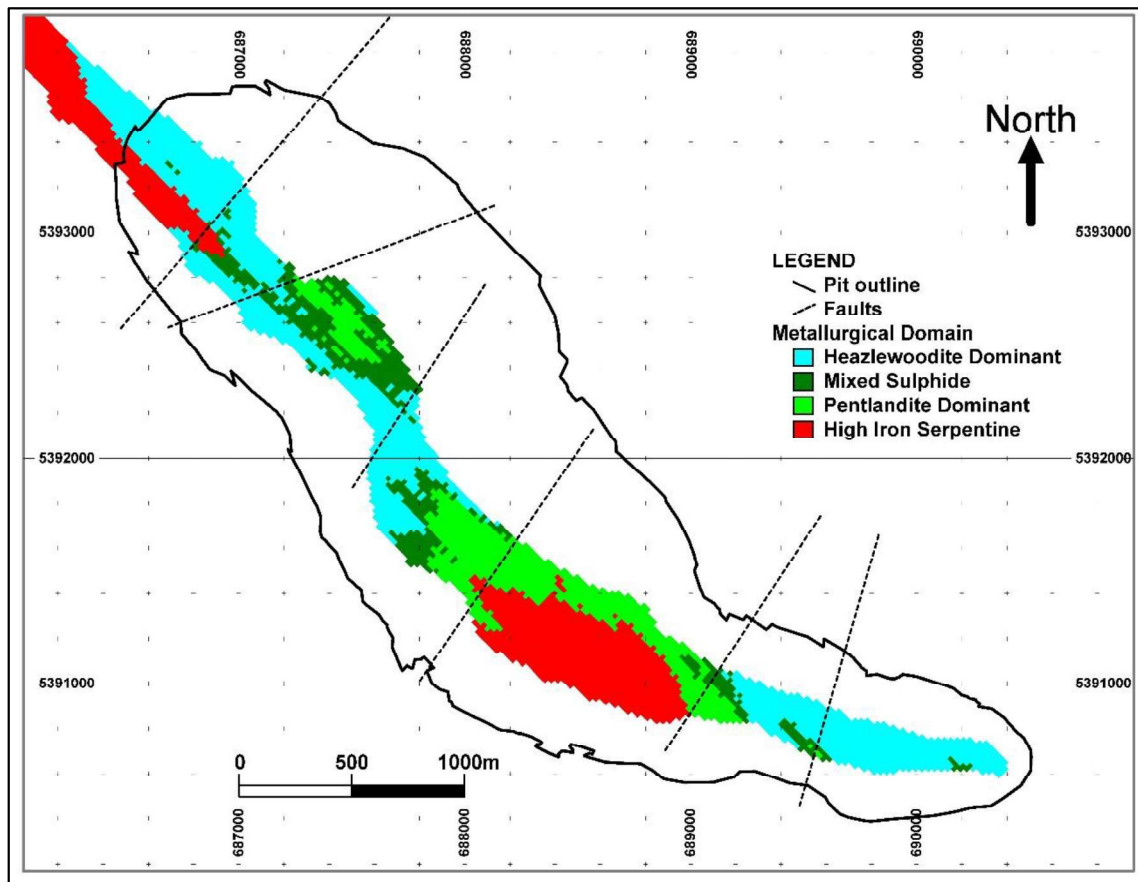 687000
688000
689000
690000
North
5393000
5393000
LEGEND
Pit outline
Faults
Metallurgical Domain
Heazlewoodite Dominant
Mixed Sulphide
Pentlandite Dominant
High Iron Serpentine
5392000
5392000
5391000
5391000
0 500 1000m
687000
688000
689000
690000